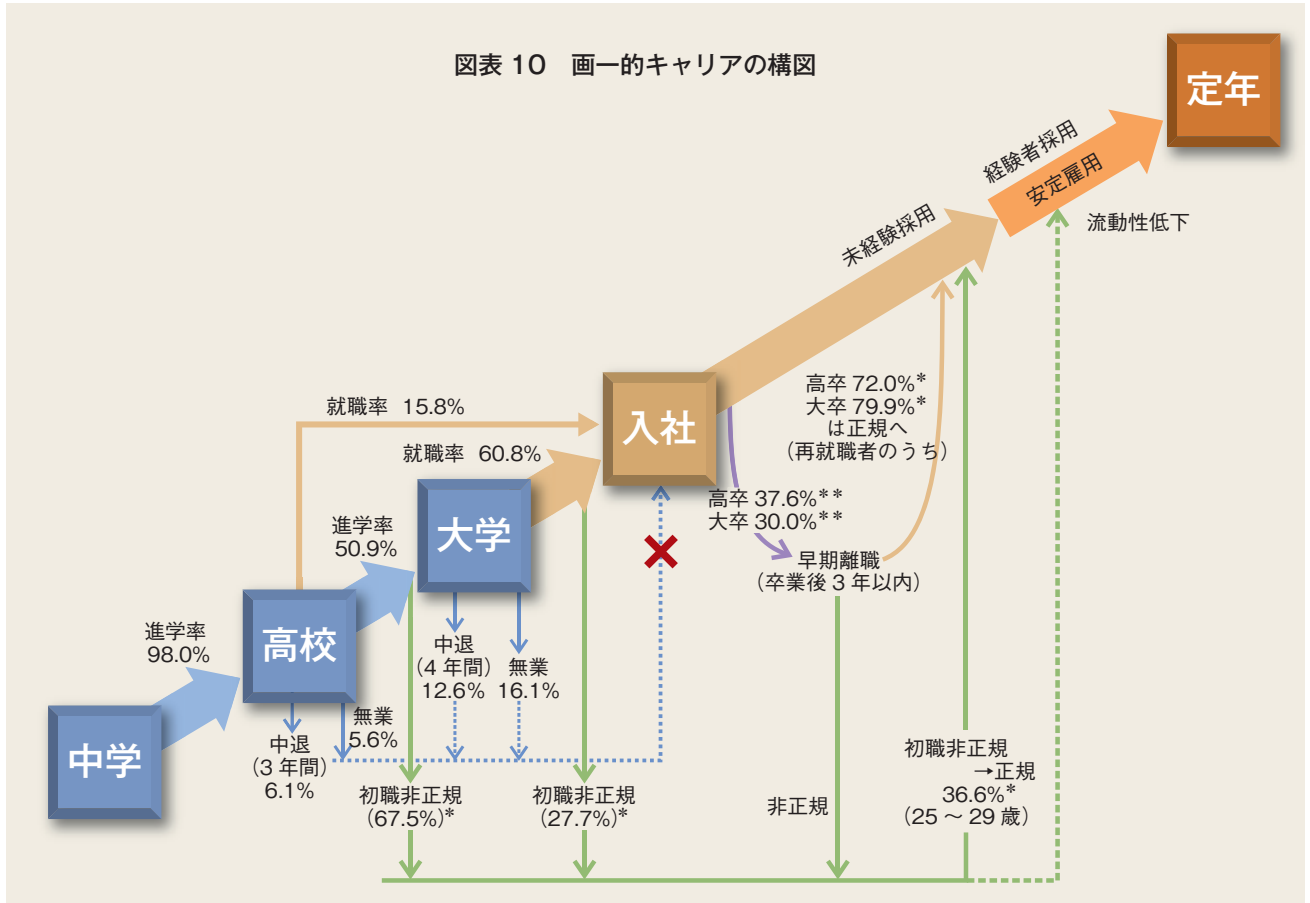 図表 10　画一的キャリアの構図
定年
経験者採用
安定雇用
流動性低下
未経験採用
高卒 72.0%*
大卒 79.9%*
は正規へ
（再就職者のうち）
就職率 15.8%
入社
就職率 60.8%
高卒 37.6%**
大卒 30.0%**
早期離職
（卒業後 3 年以内）
進学率
50.9%
大学
進学率
98.0%
高校
中退
（4 年間）
12.6%
無業
16.1%
中学
無業
5.6%
中退
（3 年間）
6.1%
初職非正規
（67.5%）*
初職非正規
（27.7%）*
非正規
初職非正規
→正規
36.6%*
（25 ～ 29 歳）